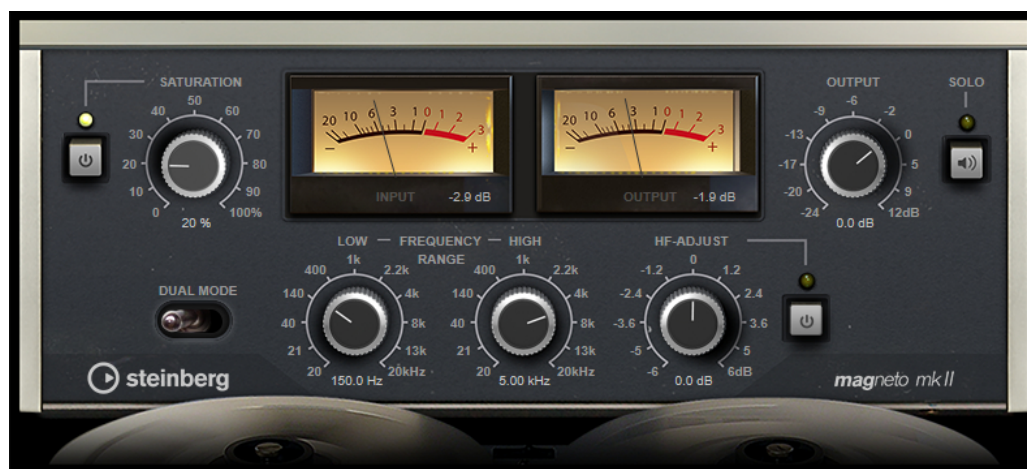 SATURATION
0 10 20 30 40 50 60 70 80 90 100%
20 %
20 10 6 3 1 0 1 2 3
- +
INPUT -2.9 dB
20 10 6 3 1 0 1 2 3
- +
OUTPUT -1.9 dB
OUTPUT
-24 -20 -17 -13 -9 -6 -2 0 5 9 12dB
0.0 dB
SOLO
DUAL MODE
LOW FREQUENCY HIGH
RANGE
20 21 40 140 400 1k 2.2k 4k 8k 13k 20kHz
150.0 Hz
20 21 40 140 400 1k 2.2k 4k 8k 13k 20kHz
5.00 kHz
HF-ADJUST
-6 -5 -3.6 -2.4 -1.2 0 1.2 2.4 3.6 5 6dB
0.0 dB
steinberg
magneto mkII